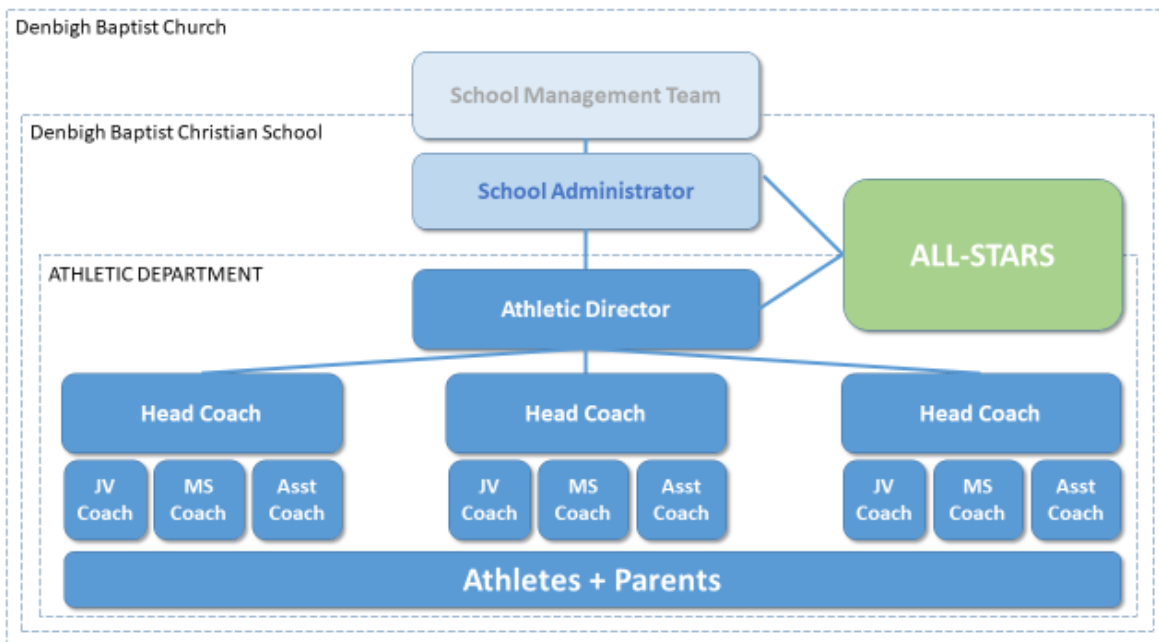 Denbigh Baptist Church
School Management Team
Denbigh Baptist Christian School
School Administrator
ALL-STARS
ATHLETIC DEPARTMENT
Athletic Director
Head Coach
Head Coach
Head Coach
JV
Coach
MS
Coach
Asst
Coach
JV
Coach
MS
Coach
Asst
Coach
JV
Coach
MS
Coach
Asst
Coach
Athletes + Parents